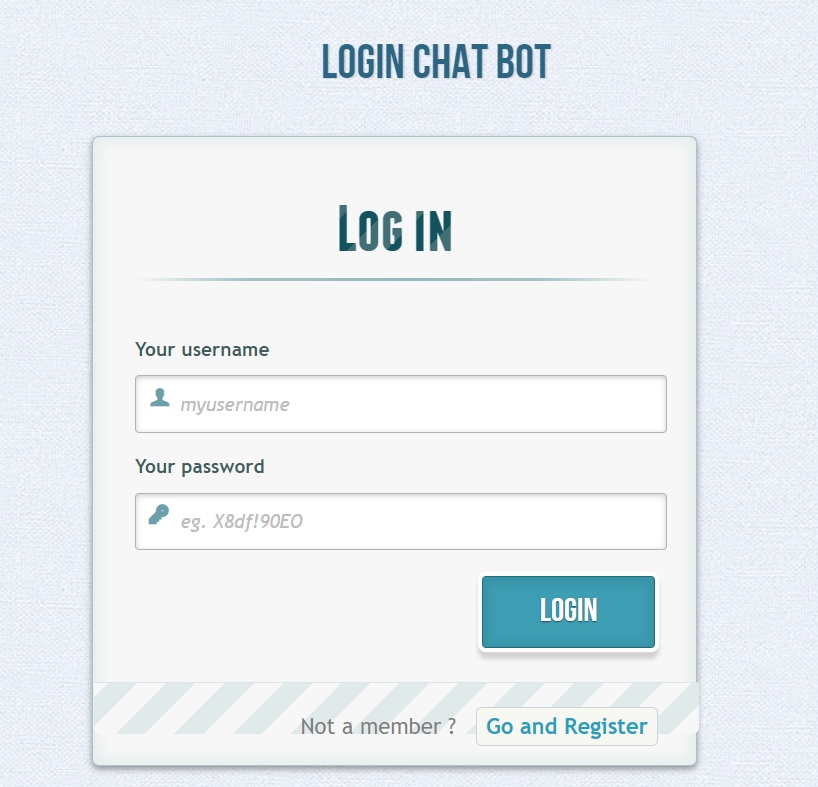 LOGIN CHAT BOT
LOG IN
Your username
myusername
Your password
eg. X8df!90EO
LOGIN
Not a member ? Go and Register